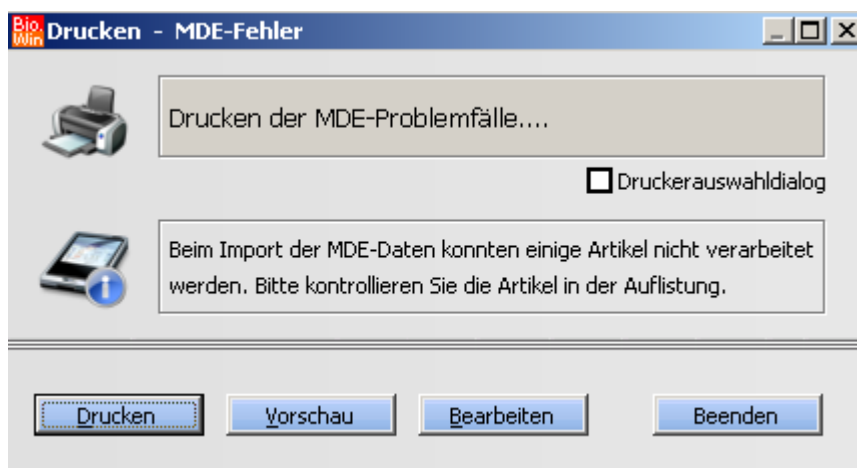 Bio Win Drucken - MDE-Fehler
Drucken der MDE-Problemfälle....
Druckerauswahldialog
Beim Import der MDE-Daten konnten einige Artikel nicht verarbeitet
werden. Bitte kontrollieren Sie die Artikel in der Auflistung.
Drucken Vorschau Bearbeiten Beenden